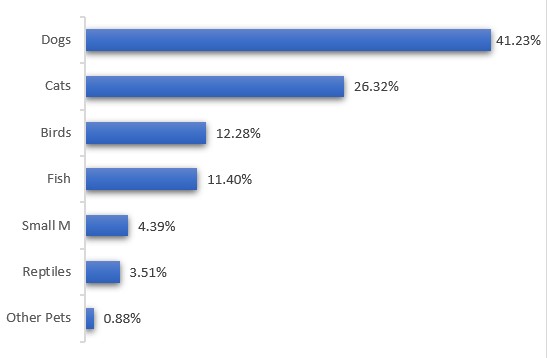 Dogs 41.23%
Cats 26.32%
Birds 12.28%
Fish 11.40%
Small M 4.39%
Reptiles 3.51%
Other Pets 0.88%